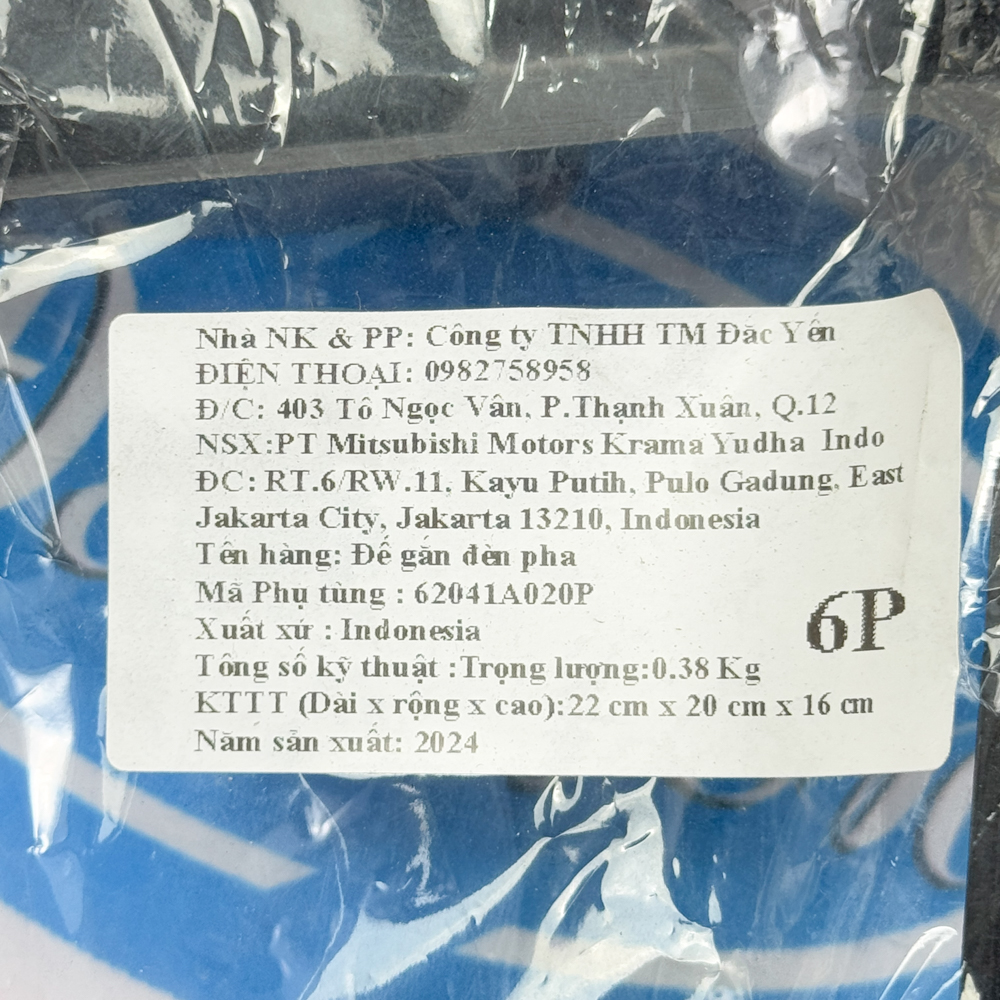 Nhà NK & PP: Công ty TNHH TM Đăc Yến
ĐIỆN THOẠI: 0982758958
Đ/C: 403 Tô Ngọc Vân, P.Thạnh Xuân, Q.12
NSX:PT Mitsubishi Motors Krama Yudha Indo
ĐC: RT.6/RW.11, Kayu Putih, Pulo Gadung, East
Jakarta City, Jakarta 13210, Indonesia
Tên hàng: Đế gắn đèn pha
Mã Phụ tùng : 62041A020P
6P
Xuất xứ : Indonesia
Tông số kỹ thuật :Trọng lượng:0.38 Kg
KTTT (Dài x rộng x cao):22 cm x 20 cm x 16 cm
Năm sản xuất: 2024